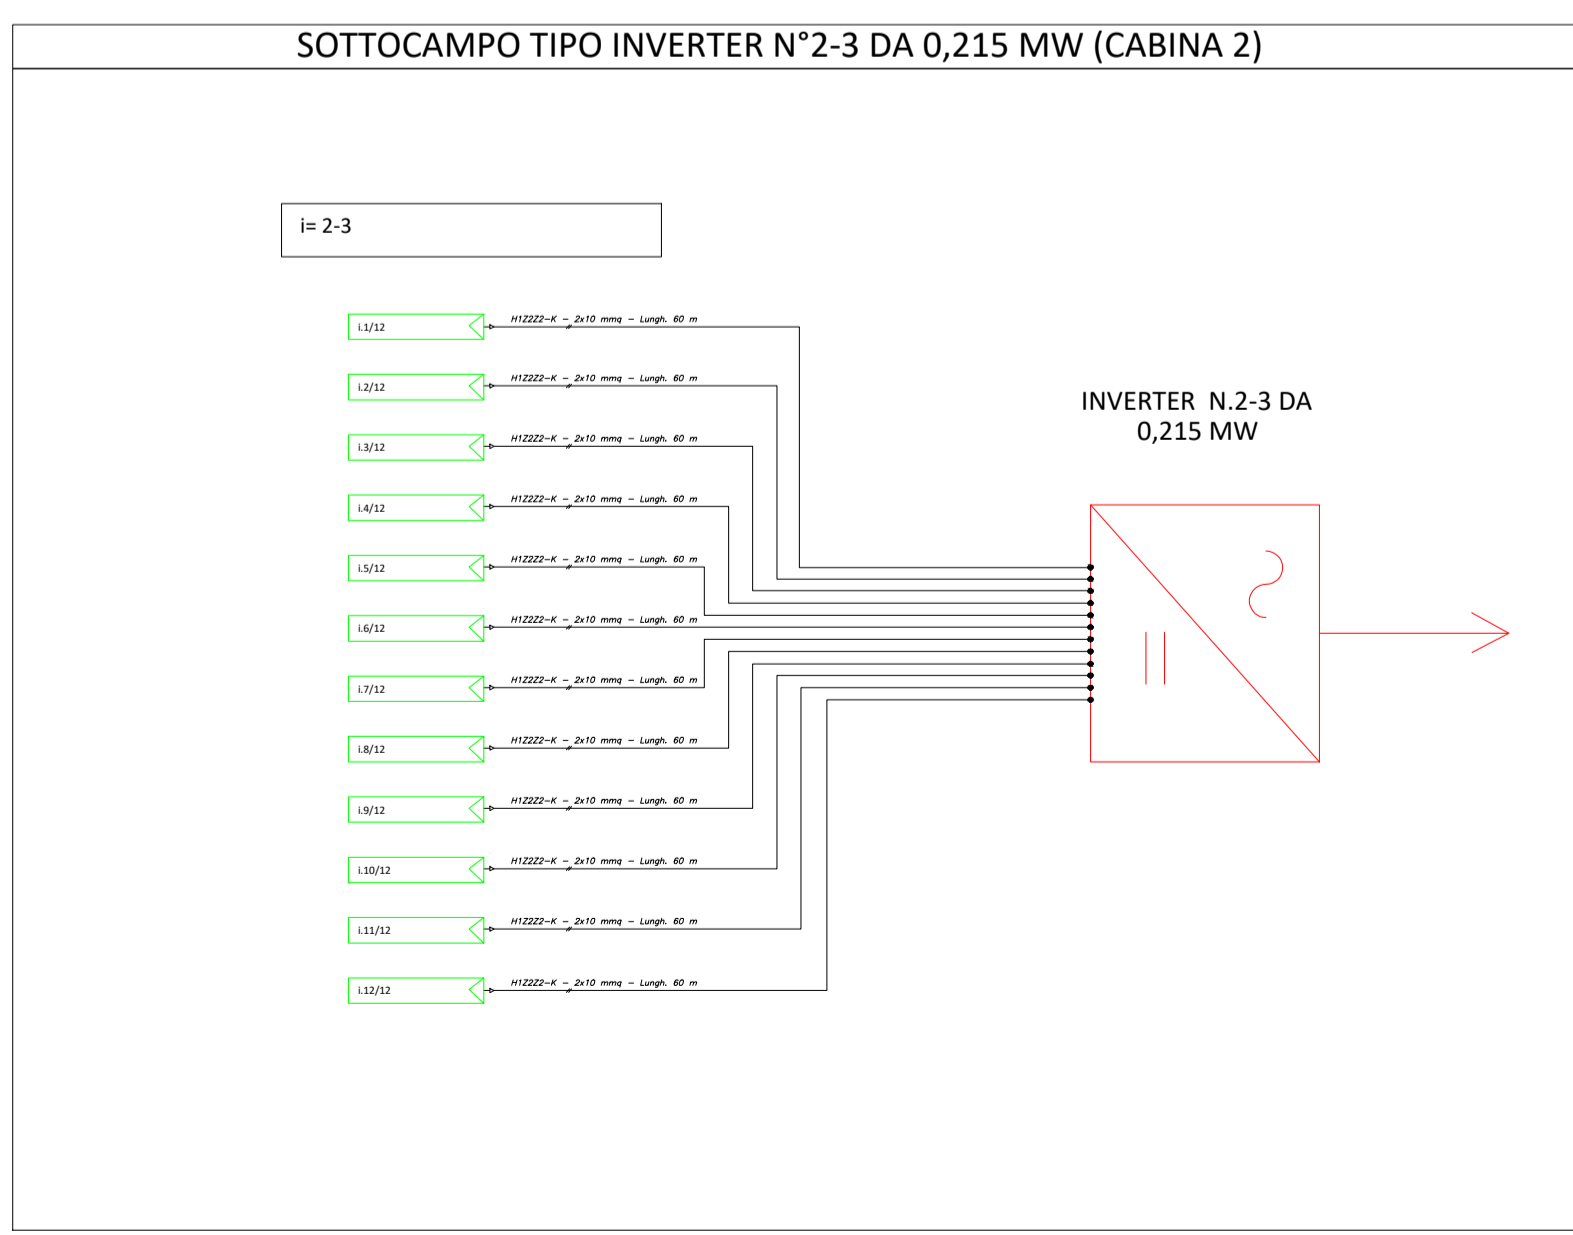 SOTTOCAMPO TIPO INVERTER N°2-3 DA 0,215 MW (CABINA 2)
i= 2-3
i.1/12 H1Z2Z2-K - 2x10 mmq - Lungh. 60 m
i.2/12 H1Z2Z2-K - 2x10 mmq - Lungh. 60 m
INVERTER N.2-3 DA
0,215 MW
i.3/12 H1Z2Z2-K - 2x10 mmq - Lungh. 60 m
i.4/12 H1Z2Z2-K - 2x10 mmq - Lungh. 60 m
i.5/12 H1Z2Z2-K - 2x10 mmq - Lungh. 60 m
i.6/12 H1Z2Z2-K - 2x10 mmq - Lungh. 60 m
i.7/12 H1Z2Z2-K - 2x10 mmq - Lungh. 60 m
i.8/12 H1Z2Z2-K - 2x10 mmq - Lungh. 60 m
i.9/12 H1Z2Z2-K - 2x10 mmq - Lungh. 60 m
i.10/12 H1Z2Z2-K - 2x10 mmq - Lungh. 60 m
i.11/12 H1Z2Z2-K - 2x10 mmq - Lungh. 60 m
i.12/12 H1Z2Z2-K - 2x10 mmq - Lungh. 60 m